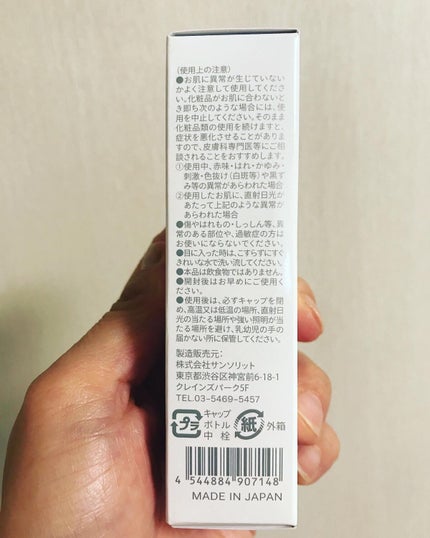 〈使用上の注意〉
●お肌に異常が生じていない
かよく注意して使用してくださ
い。化粧品がお肌に合わないと
き即ち次のような場合には、使
用を中止してください。そのまま
化粧品類の使用を続けますと、
症状を悪化させることがありま
すので、皮膚科専門医等にご相
談されることをおすすめします。
①使用中、赤味・はれ・かゆみ・
刺激・色抜け(白斑等)や黒ず
み等の異常があらわれた場合
②使用したお肌に、直射日光が
あたって上記のような異常が
あらわれた場合
●傷やはれもの・しっしん等、異
常のある部位や、過敏症の方は
お使いにならないでください。
●目に入った時は、こすらずにすぐ
きれいな水で洗い流してください。
●本品は飲食物ではありません。
●開封後はお早めにご使用く
ださい。
●使用後は、必ずキャップを閉
め、高温又は低温の場所、直射日
光の当たる場所や強い照明が当
たる場所を避け、乳幼児の手の
届かない所に保管してください。
製造販売元:
株式会社サンソリット
東京都渋谷区神宮前6-18-1
クレインズパーク5F
TEL.03-5469-5457
プラ
キャップ
ボトル
中 栓
紙
外箱
4 544884 907148
MADE IN JAPAN